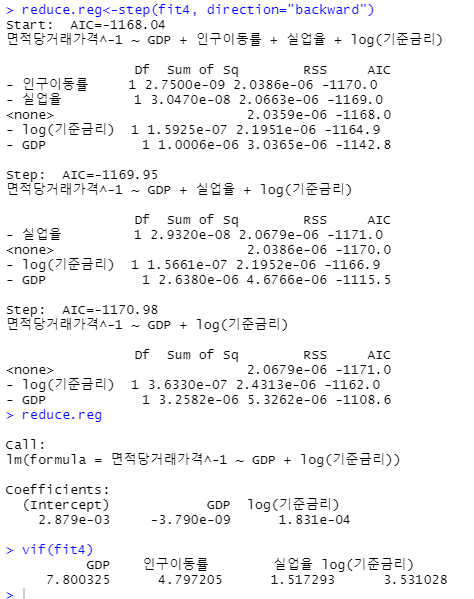 > reduce.reg<-step(fit4, direction="backward")
Start:  AIC=-1168.04
면적당거래가격^-1 ~ GDP + 인구이동률 + 실업율 + log(기준금리)

               Df  Sum of Sq        RSS     AIC
- 인구이동률     1 2.7500e-09 2.0386e-06 -1170.0
- 실업율         1 3.0470e-08 2.0663e-06 -1169.0
<none>                      2.0359e-06 -1168.0
- log(기준금리)  1 1.5925e-07 2.1951e-06 -1164.9
- GDP            1 1.0006e-06 3.0365e-06 -1142.8

Step:  AIC=-1169.95
면적당거래가격^-1 ~ GDP + 실업율 + log(기준금리)

               Df  Sum of Sq        RSS     AIC
- 실업율         1 2.9320e-08 2.0679e-06 -1171.0
<none>                      2.0386e-06 -1170.0
- log(기준금리)  1 1.5661e-07 2.1952e-06 -1166.9
- GDP            1 2.6380e-06 4.6766e-06 -1115.5

Step:  AIC=-1170.98
면적당거래가격^-1 ~ GDP + log(기준금리)

               Df  Sum of Sq        RSS     AIC
<none>                      2.0679e-06 -1171.0
- log(기준금리)  1 3.6330e-07 2.4313e-06 -1162.0
- GDP            1 3.2582e-06 5.3262e-06 -1108.6
> reduce.reg

Call:
lm(formula = 면적당거래가격^-1 ~ GDP + log(기준금리))

Coefficients:
  (Intercept)            GDP  log(기준금리)
    2.879e-03     -3.790e-09      1.831e-04

> vif(fit4)
          GDP    인구이동률        실업율 log(기준금리)
     7.800325      4.797205      1.517293      3.531028
>